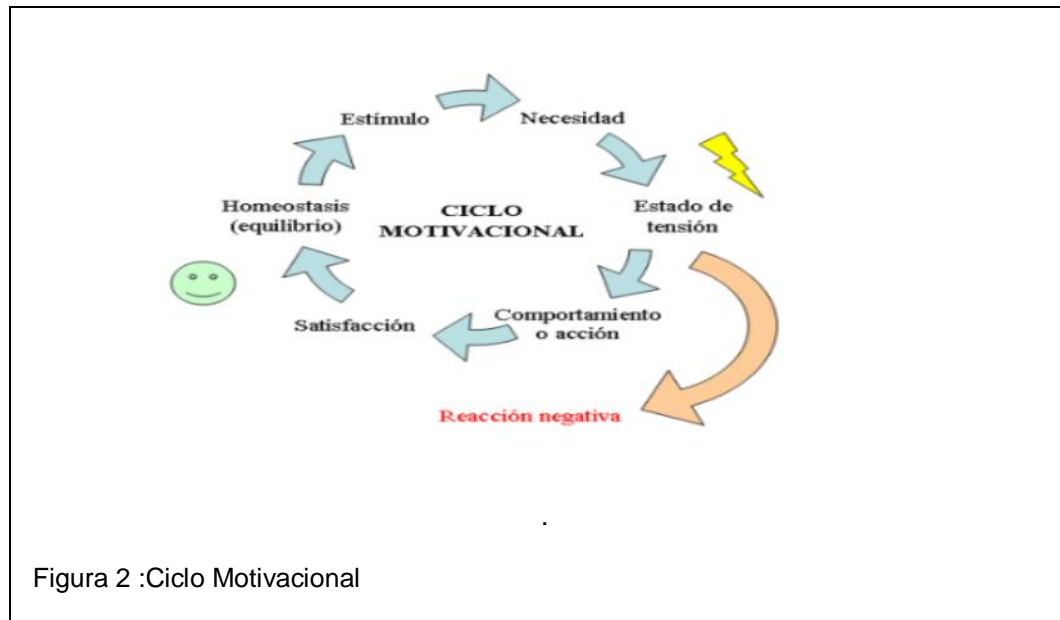 Estímulo
Necesidad
Homeostasis
(equilibrio)
CICLO
MOTIVACIONAL
Estado de
tensión
Satisfacción
Comportamiento
o acción
Reacción negativa
.
Figura 2 :Ciclo Motivacional